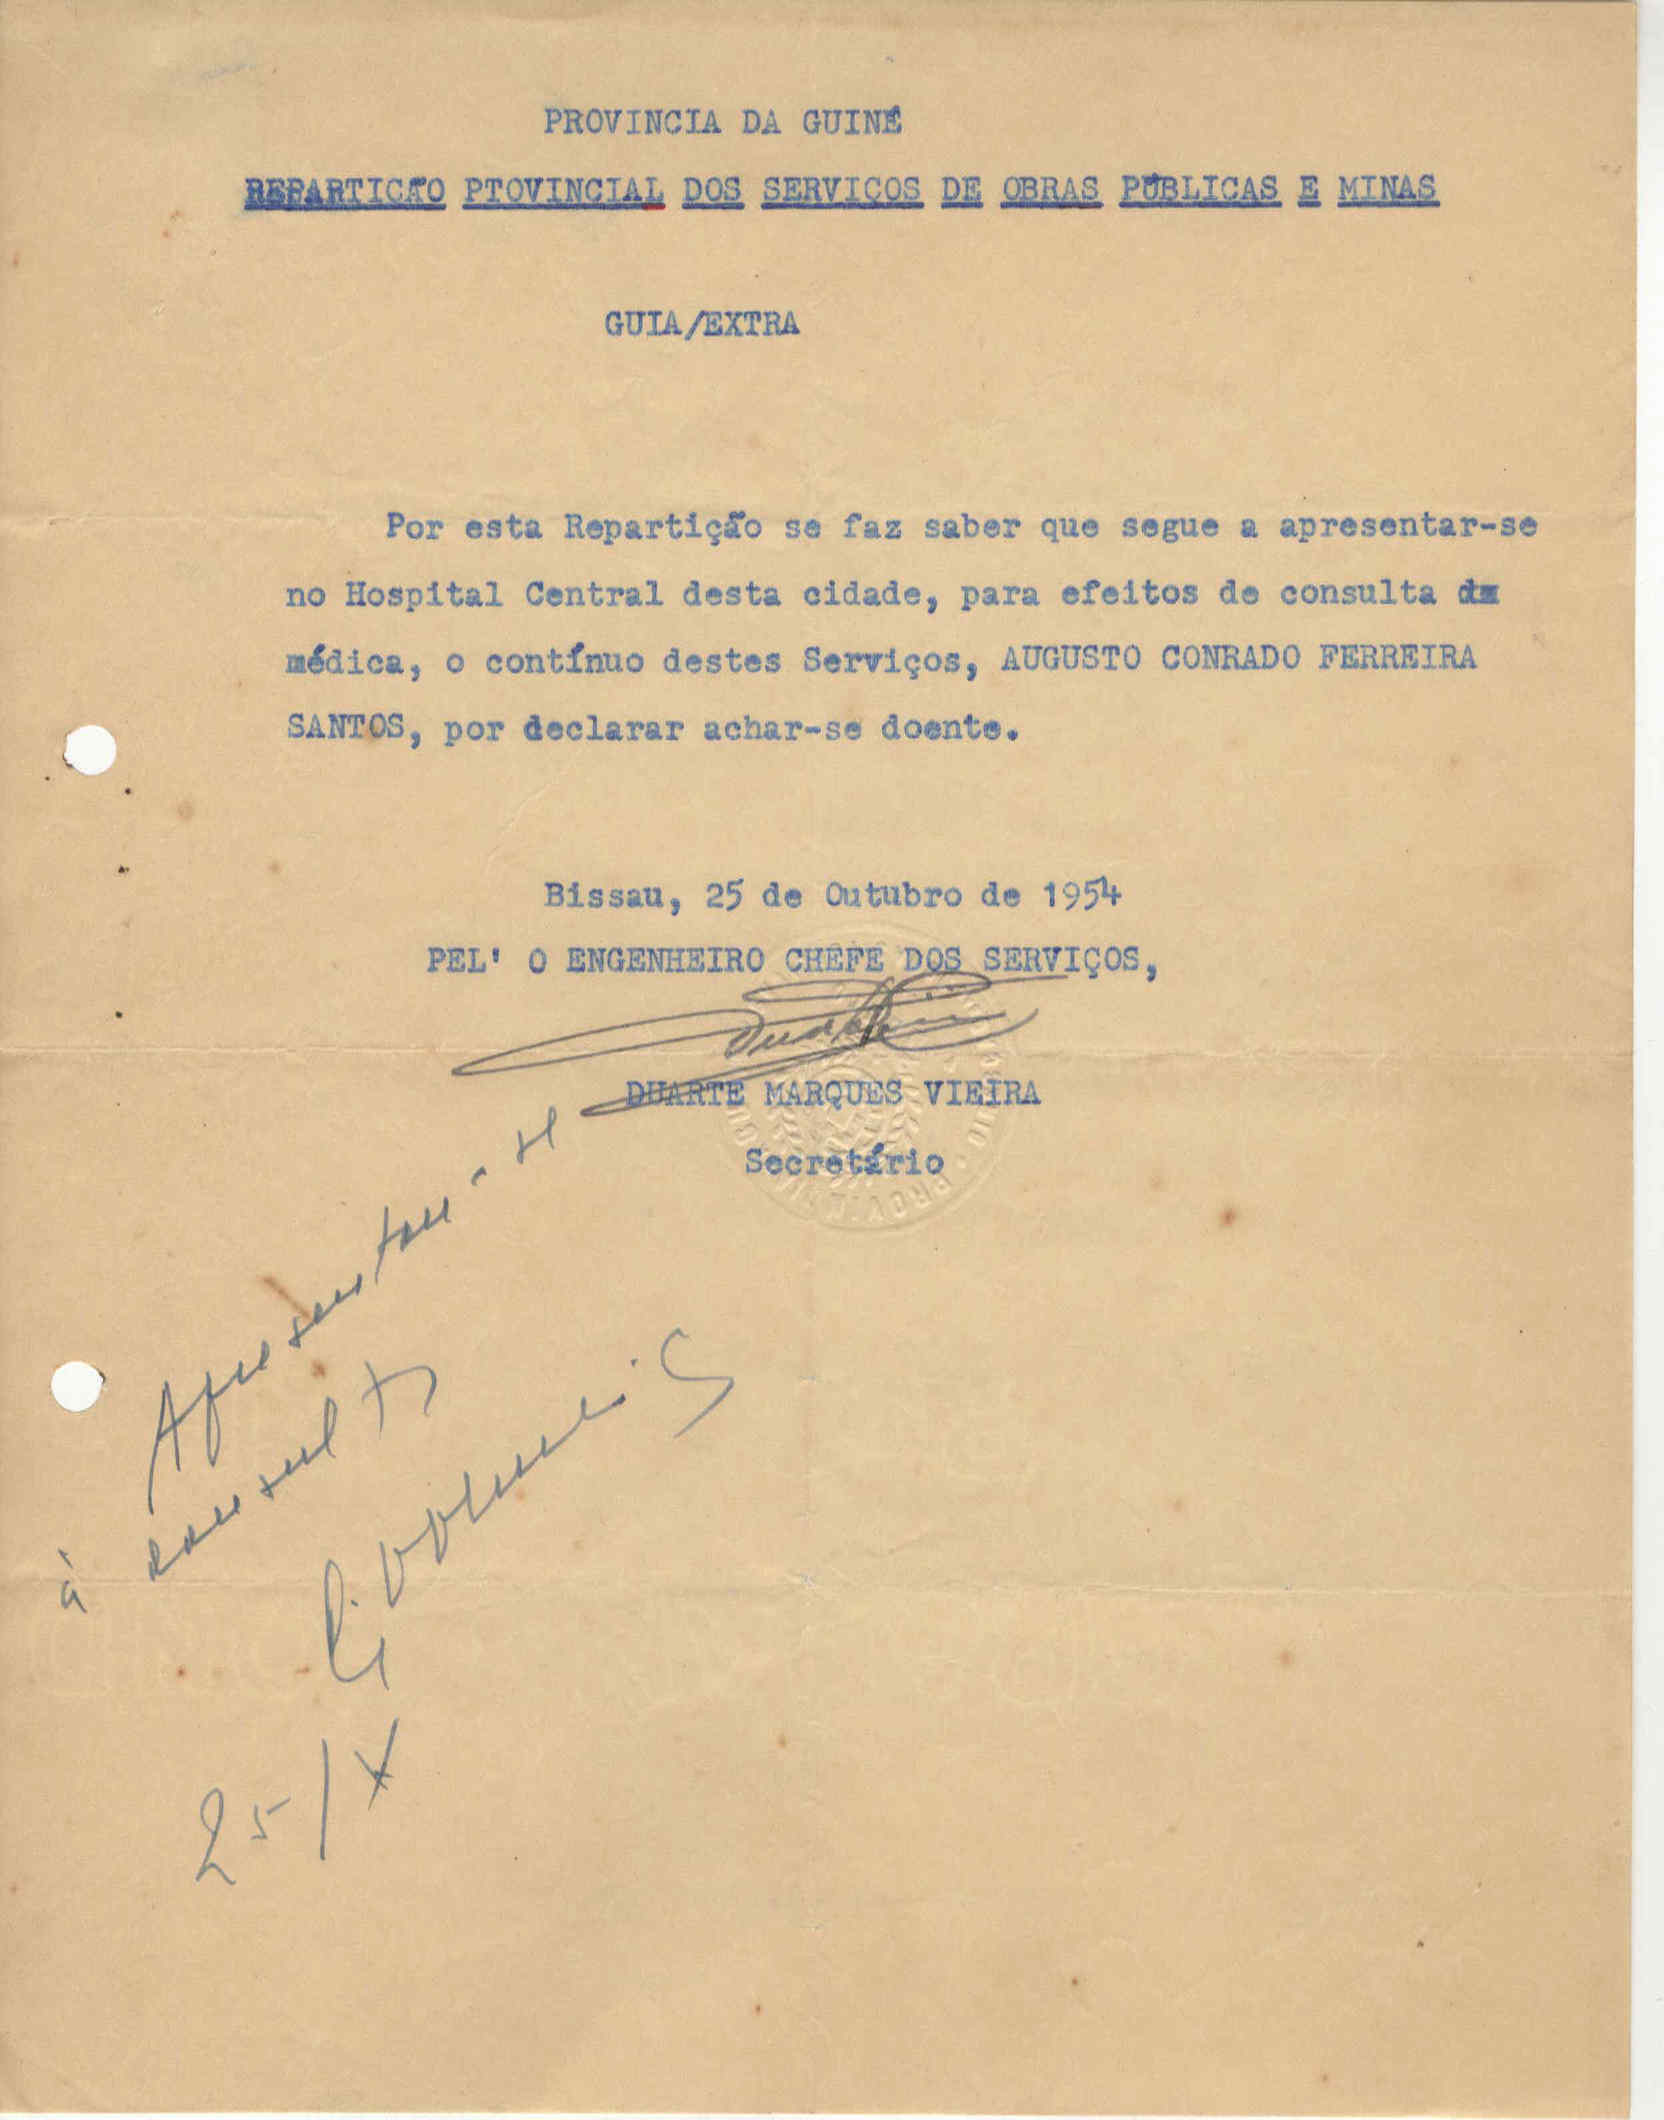 PROVINCIA DA GUINÉ
REPARTIÇÃO PTOVINCIAL DOS SERVIÇOS DE OBRAS PÚBLICAS E MINAS
GUIA/EXTRA
Por esta Repartição se faz saber que segue a apresentar-se
no Hospital Central desta cidade, para efeitos de consulta
médica, o contínuo destes Serviços, AUGUSTO CONRADO FERREIRA
SANTOS, por declarar achar-se doente.
Bissau, 25 de Outubro de 1954
PEL' O ENGENHEIRO CHEFE DOS SERVIÇOS,
DUARTE MARQUES VIEIRA
Secretário
Apresentou-se
à consulta
25/X